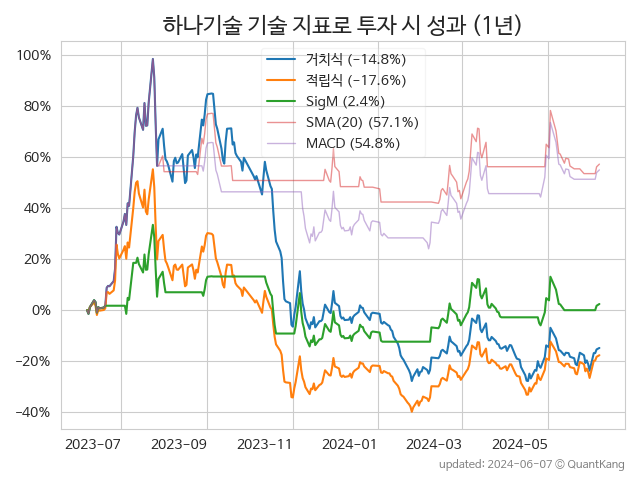 하나기술 기술 지표로 투자 시 성과 (1년)
100%
80%
60%
40%
20%
0%
−20%
−40%
거치식 (−14.8%)
적립식 (−17.6%)
SigM (2.4%)
SMA(20) (57.1%)
MACD (54.8%)
2023−07
2023−09
2023−11
2024−01
2024−03
2024−05
updated: 2024−06−07 © QuantKang